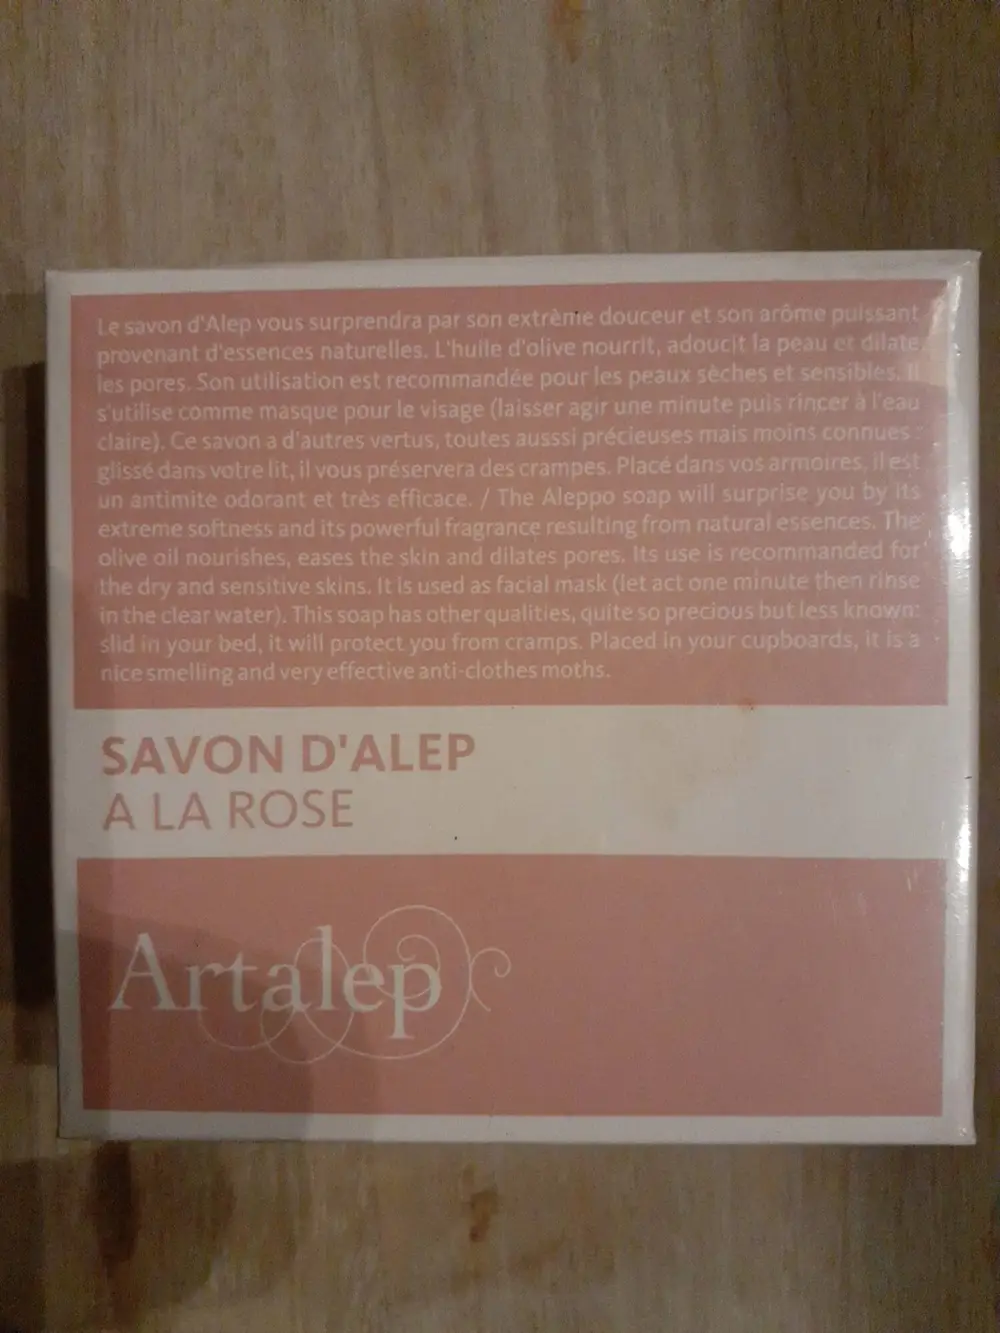 Le savon d'Alep vous surprendra par son extrème douceur et son arôme puissant
provenant d'essences naturelles. L'huile d'olive nourrit, adoucit la peau et dilate
les pores. Son utilisation est recommandée pour les peaux sèches et sensibles. Il
s'utilise comme masque pour le visage (laisser agir une minute puis rincer à l'eau
claire). Ce savon a d'autres vertus, toutes ausssi précieuses mais moins connues :
glissé dans votre lit, il vous préservera des crampes. Placé dans vos armoires, il est
un antimite odorant et très efficace. / The Aleppo soap will surprise you by its
extreme softness and its powerful fragrance resulting from natural essences. The
olive oil nourishes, eases the skin and dilates pores. Its use is recommanded for
the dry and sensitive skins. It is used as facial mask (let act one minute then rinse
in the clear water). This soap has other qualities, quite so precious but less known:
slid in your bed, it will protect you from cramps. Placed in your cupboards, it is a
nice smelling and very effective anti-clothes moths.
SAVON D'ALEP
A LA ROSE
Artalep